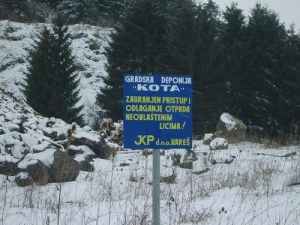 GRADSKA DEPONIJA
"KOTA"
ZABRANJEN PRISTUP I
ODLAGANJE OTPADA
NEOVLAŠTENIM
LICIMA!
JKP d.o.o. VAREŠ